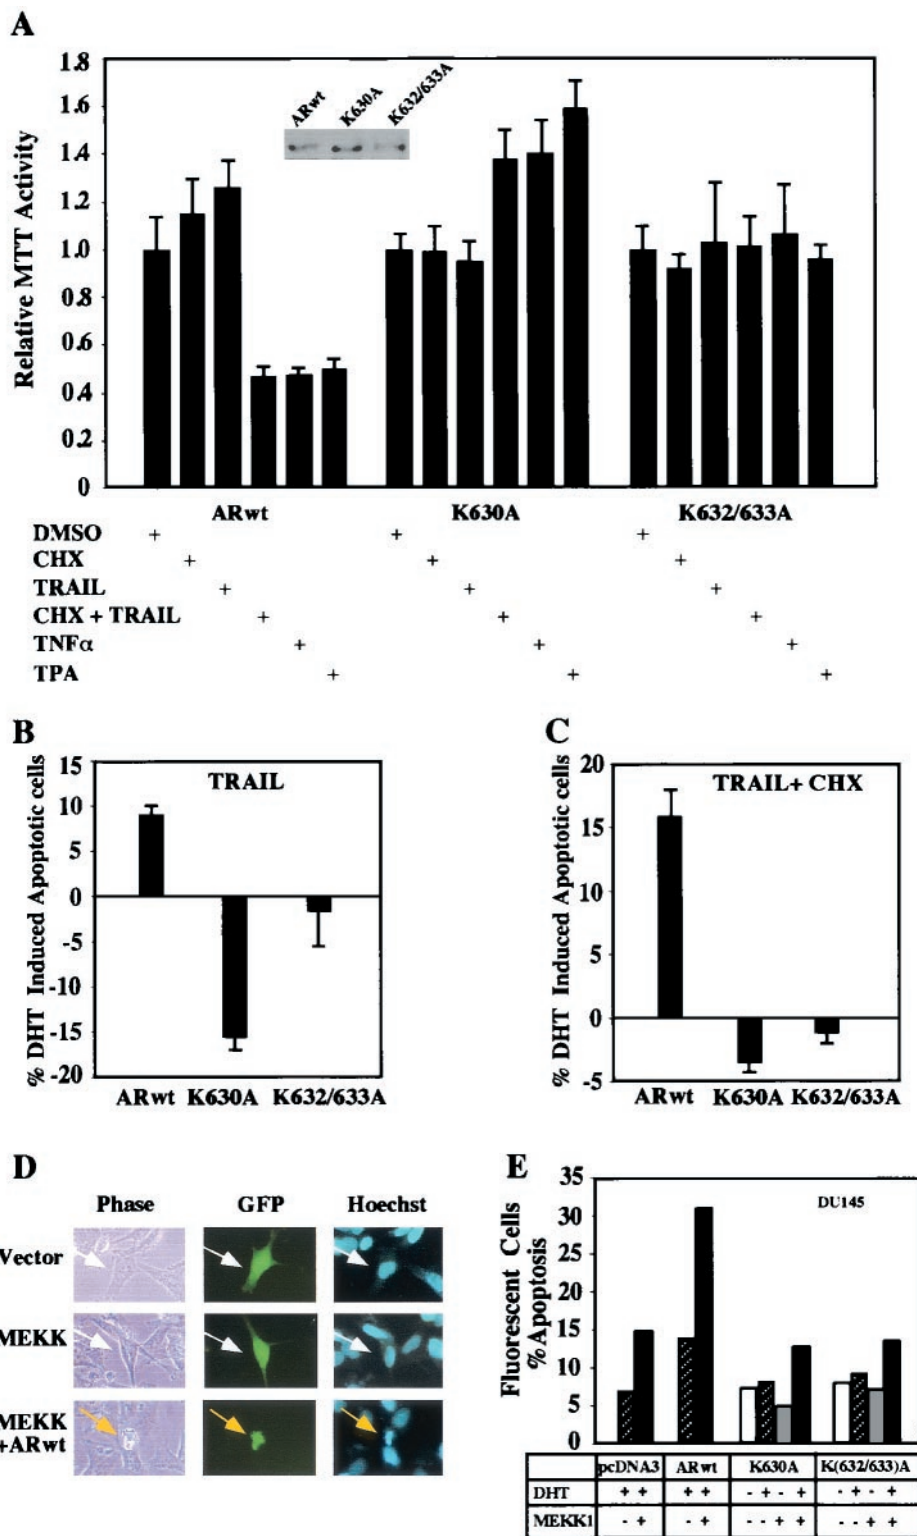 A
1.8
1.6
1.4
1.2
1.0
0.8
0.6
0.4
0.2
0
Relative MTT Activity
ARwt K630A K632/633A
ARwt K630A K632/633A
DMSO + + +
CHX + + +
TRAIL + + +
CHX + TRAIL + + +
TNFα + + +
TPA + + +
B
15
10
5
0
-5
-10
-15
-20
% DHT Induced Apoptotic cells
TRAIL
ARwt K630A K632/633A
C
20
15
10
5
0
-5
% DHT Induced Apoptotic cells
TRAIL+ CHX
ARwt K630A K632/633A
D
Phase GFP Hoechst
Vector
MEKK
MEKK
+ARwt
E
35
30
25
20
15
10
5
0
Fluorescent Cells
% Apoptosis
DU145
pcDNA3 ARwt K630A K(632/633)A
DHT + + + + - + - + - + - +
MEKK1 - + - + - - + + - - + +